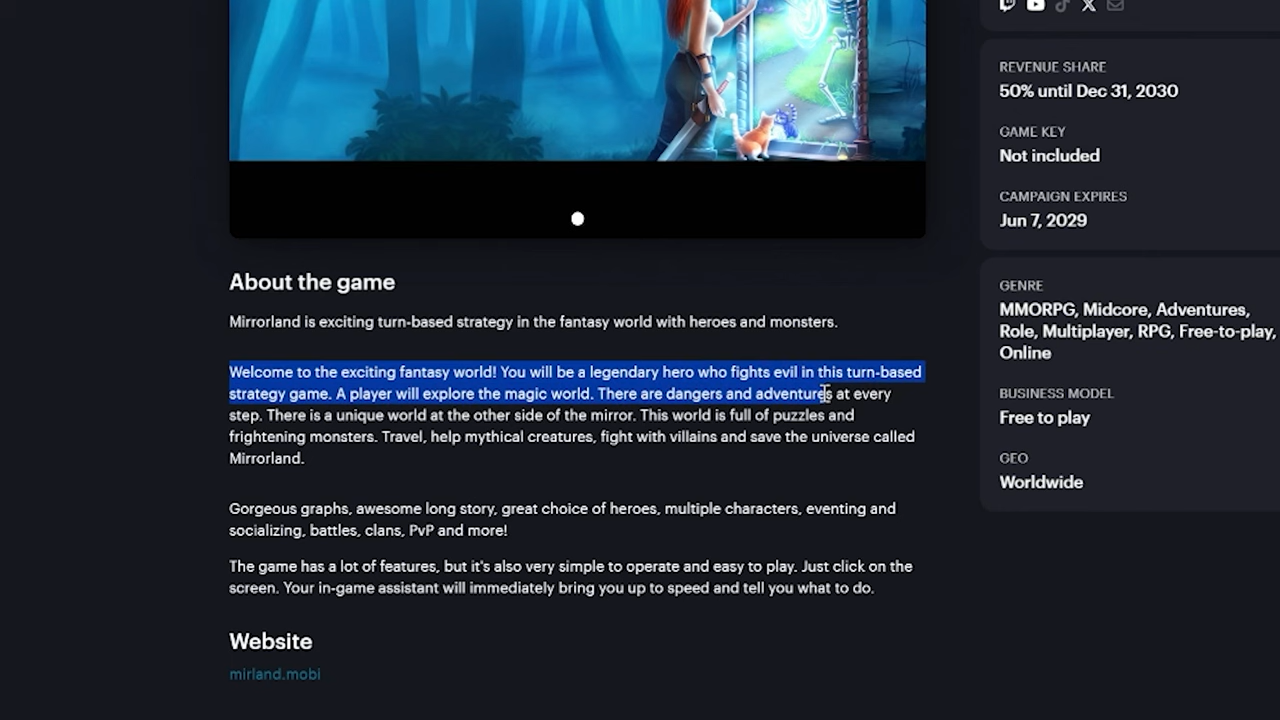 About the game
Mirrorland is exciting turn-based strategy in the fantasy world with heroes and monsters.
Welcome to the exciting fantasy world! You will be a legendary hero who fights evil in this turn-based
strategy game. A player will explore the magic world. There are dangers and adventures at every
step. There is a unique world at the other side of the mirror. This world is full of puzzles and
frightening monsters. Travel, help mythical creatures, fight with villains and save the universe called
Mirrorland.
Gorgeous graphs, awesome long story, great choice of heroes, multiple characters, eventing and
socializing, battles, clans, PvP and more!
The game has a lot of features, but it's also very simple to operate and easy to play. Just click on the
screen. Your in-game assistant will immediately bring you up to speed and tell you what to do.
Website
mirland.mobi
REVENUE SHARE
50% until Dec 31, 2030
GAME KEY
Not included
CAMPAIGN EXPIRES
Jun 7, 2029
GENRE
MMORPG, Midcore, Adventures,
Role, Multiplayer, RPG, Free-to-play,
Online
BUSINESS MODEL
Free to play
GEO
Worldwide